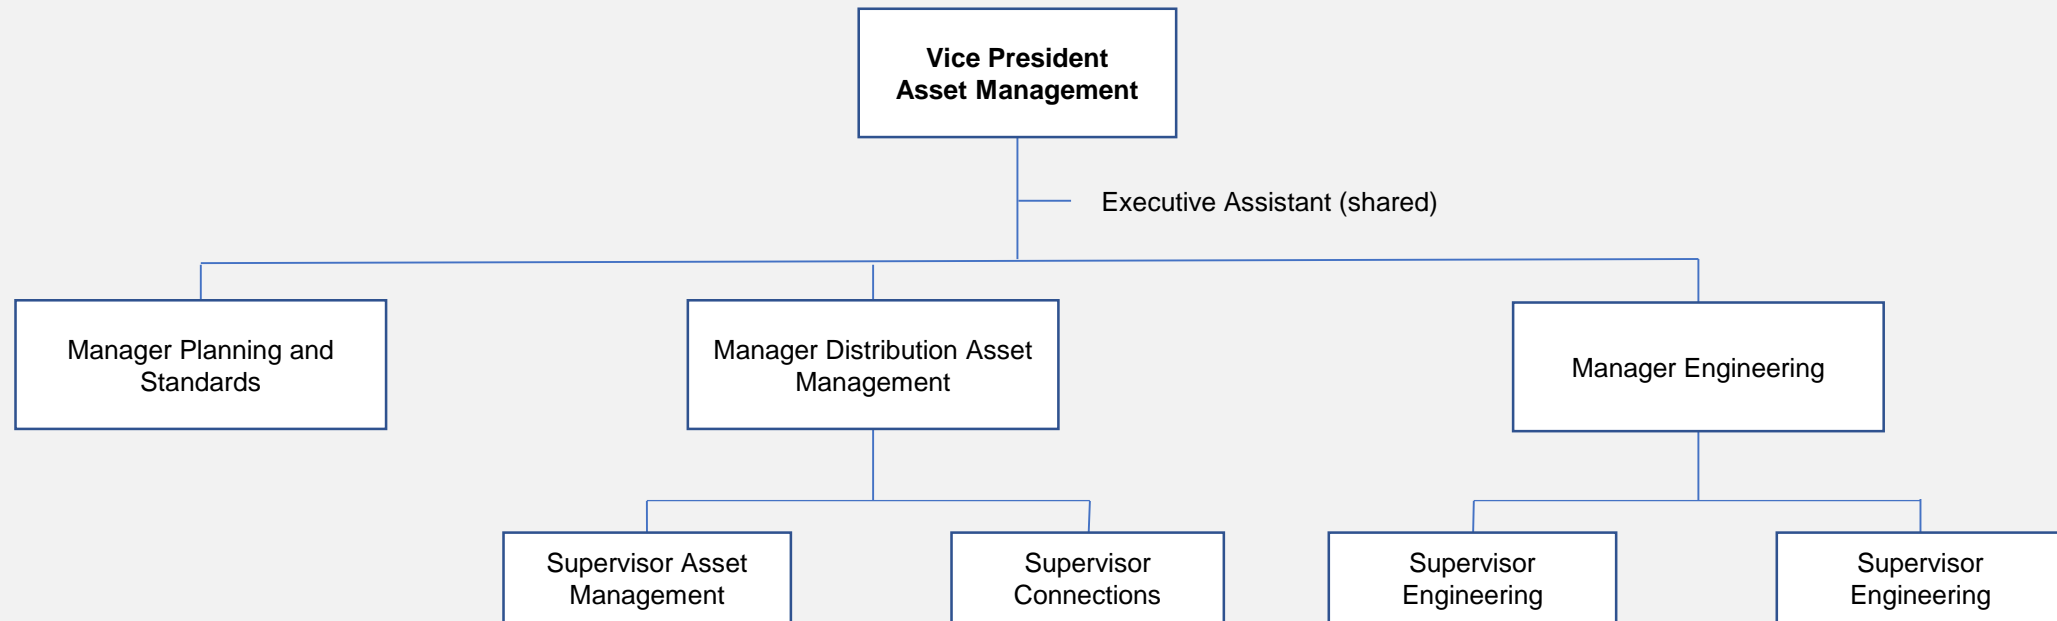 Vice President
Asset Management
Executive Assistant (shared)
Manager Planning and
Standards
Manager Distribution Asset
Management
Manager Engineering
Supervisor Asset
Management
Supervisor
Connections
Supervisor
Engineering
Supervisor
Engineering